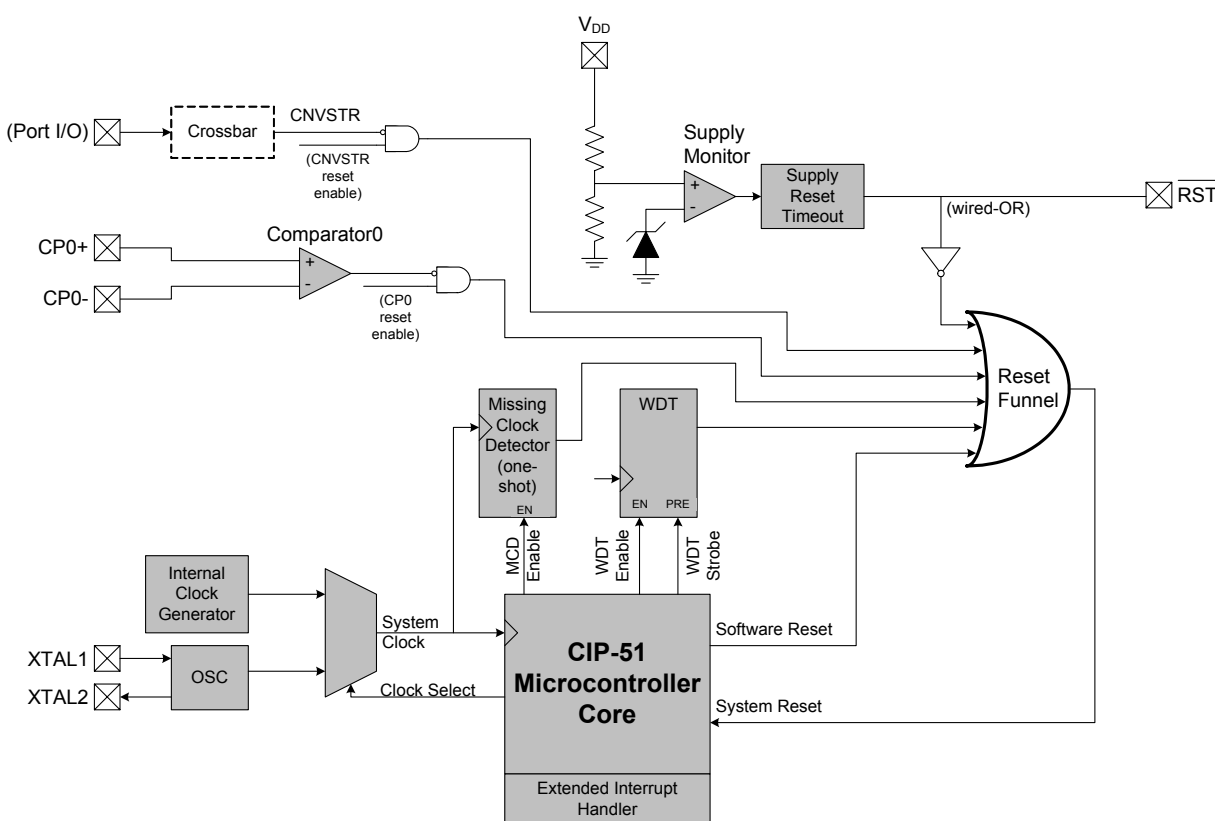 VDD
(Port I/O)
Crossbar
CNVSTR
(CNVSTR
reset
enable)
Supply
Monitor
+
-
Supply
Reset
Timeout
(wired-OR)
RST
CP0+
CP0-
Comparator0
+
-
(CP0
reset
enable)
Reset
Funnel
Missing
Clock
Detector
(one-
shot)
EN
WDT
EN
PRE
MCD
Enable
WDT
Enable
WDT
Strobe
Internal
Clock
Generator
System
Clock
XTAL1
XTAL2
OSC
Clock Select
CIP-51
Microcontroller
Core
Software Reset
System Reset
Extended Interrupt
Handler